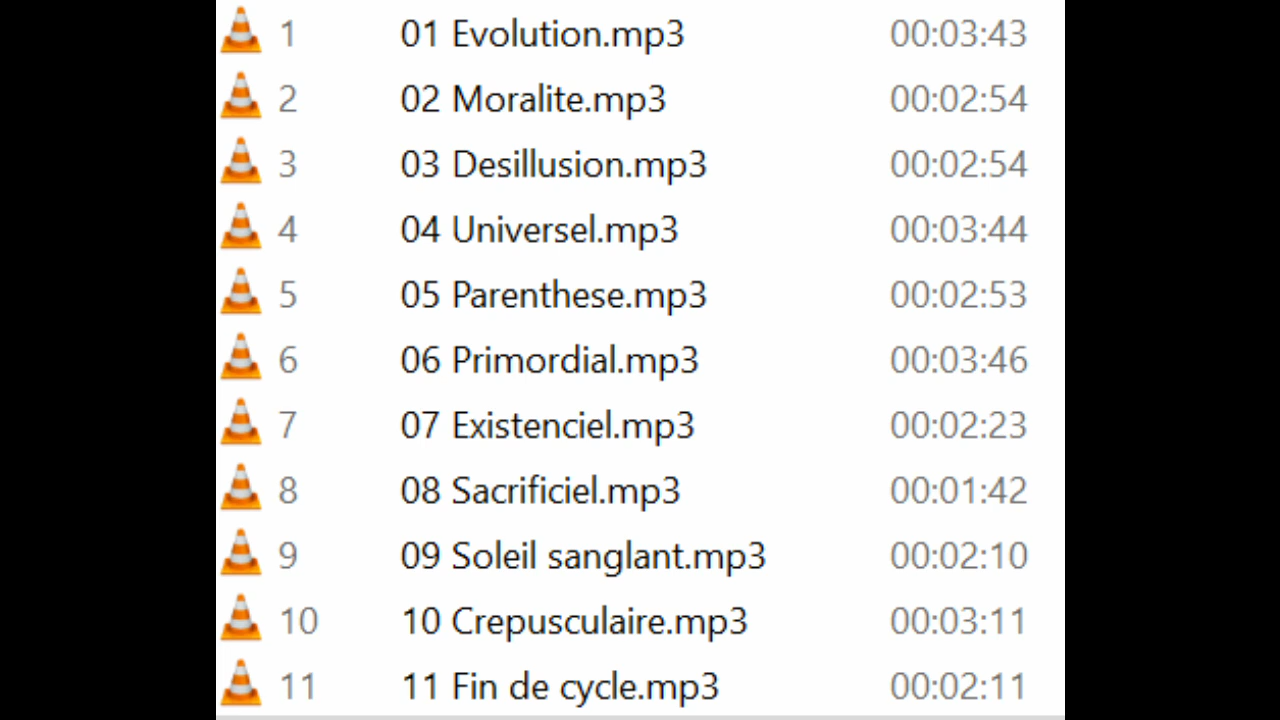 1 01 Evolution.mp3 00:03:43
2 02 Moralite.mp3 00:02:54
3 03 Desillusion.mp3 00:02:54
4 04 Universel.mp3 00:03:44
5 05 Parenthese.mp3 00:02:53
6 06 Primordial.mp3 00:03:46
7 07 Existenciel.mp3 00:02:23
8 08 Sacrificiel.mp3 00:01:42
9 09 Soleil sanglant.mp3 00:02:10
10 10 Crepusculaire.mp3 00:03:11
11 11 Fin de cycle.mp3 00:02:11